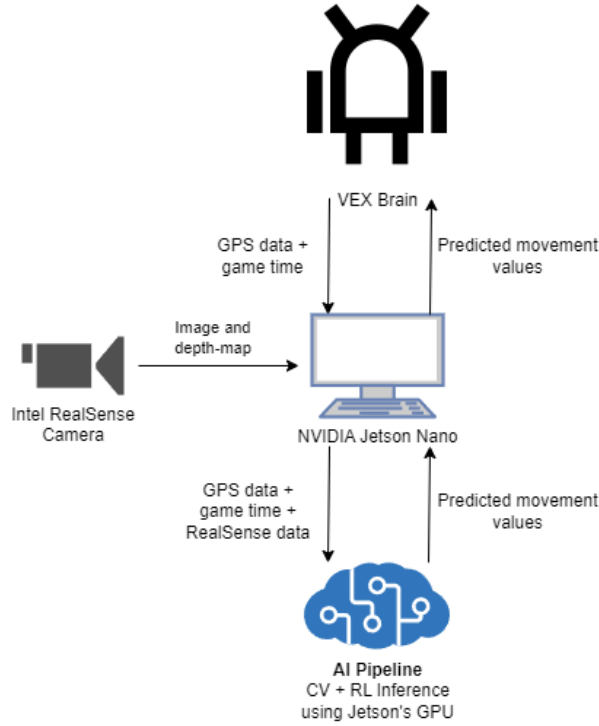 VEX Brain
GPS data +
game time
Predicted movement
values
Image and
depth-map
Intel RealSense
Camera
NVIDIA Jetson Nano
GPS data +
game time +
RealSense data
Predicted movement
values
AI Pipeline
CV + RL Inference
using Jetson's GPU